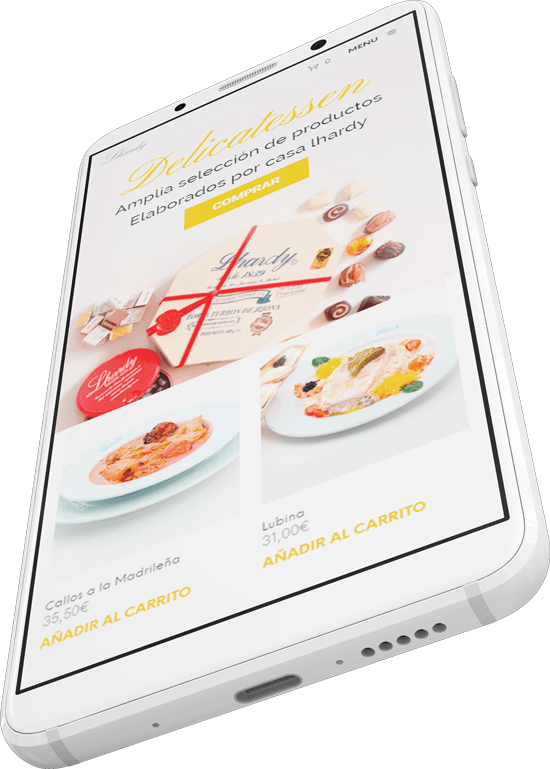 MENU
0
Lhardy
Delicatessen
Amplia selección de productos
Elaborados por casa lhardy
COMPRAR
Lhardy
desde 1839
TORTA TURRÓN DE JIJONA
Lhardy
Callos a la Madrileña
35,50€
AÑADIR AL CARRITO
Lubina
31,00€
AÑADIR AL CARRITO